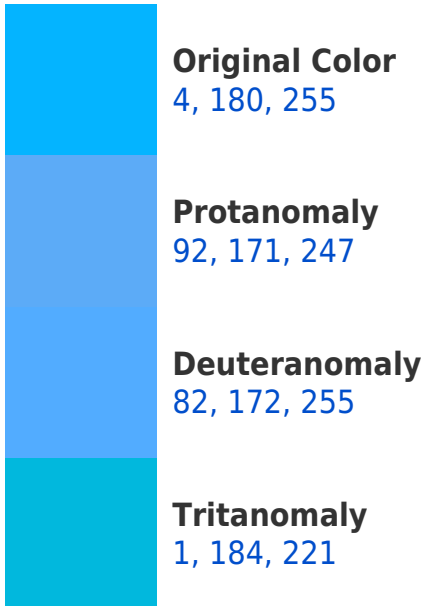 Original Color
4, 180, 255
Protanomaly
92, 171, 247
Deuteranomaly
82, 172, 255
Tritanomaly
1, 184, 221